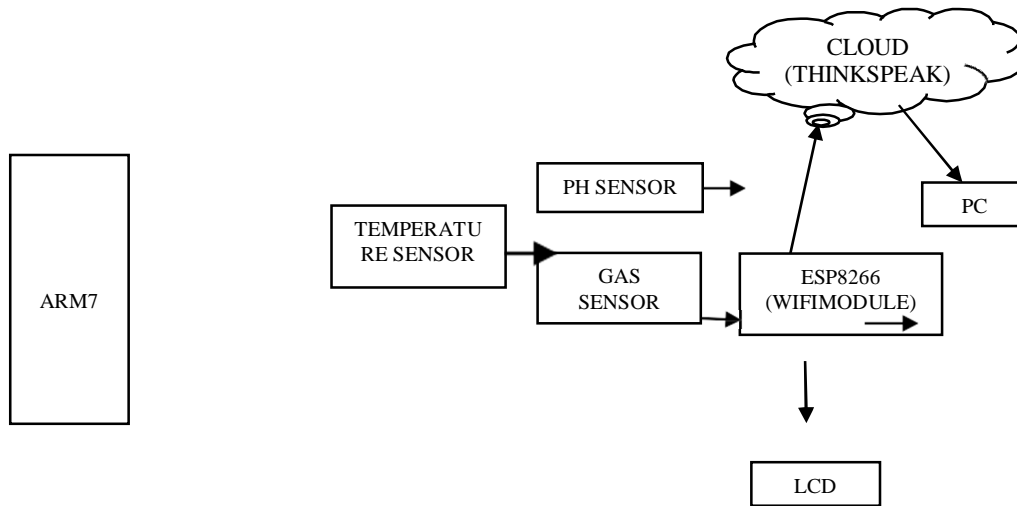 CLOUD
(THINKSPEAK)
PH SENSOR
PC
TEMPERATU
RE SENSOR
GAS
SENSOR
ESP8266
(WIFIMODULE)
ARM7
LCD